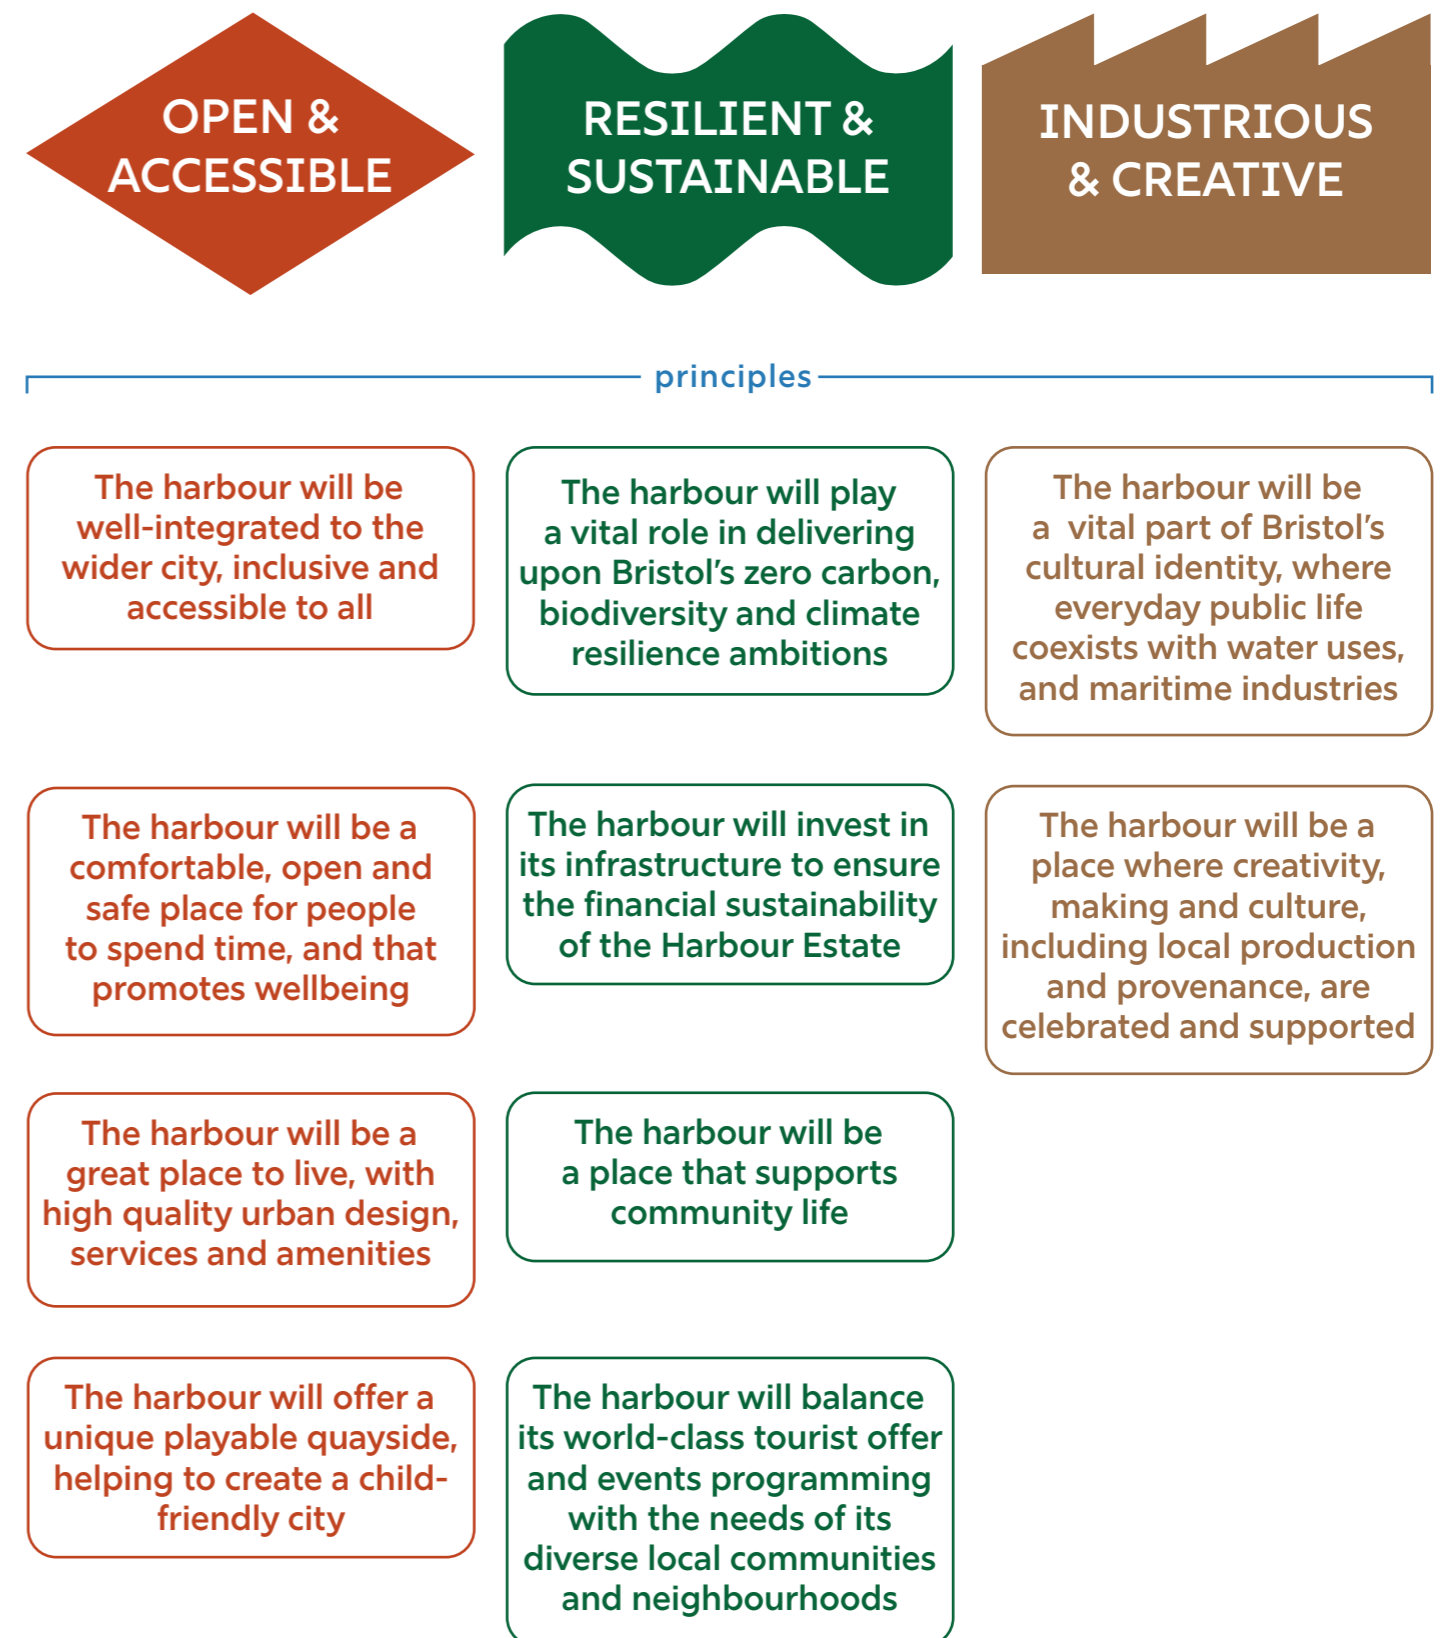 OPEN &
ACCESSIBLE
RESILIENT &
SUSTAINABLE
INDUSTRIOUS
& CREATIVE
principles
The harbour will be
well-integrated to the
wider city, inclusive and
accessible to all
The harbour will be a
comfortable, open and
safe place for people
to spend time, and that
promotes wellbeing
The harbour will be a
great place to live, with
high quality urban design,
services and amenities
The harbour will offer a
unique playable quayside,
helping to create a child-
friendly city
The harbour will play
a vital role in delivering
upon Bristol’s zero carbon,
biodiversity and climate
resilience ambitions
The harbour will invest in
its infrastructure to ensure
the financial sustainability
of the Harbour Estate
The harbour will be
a place that supports
community life
The harbour will balance
its world-class tourist offer
and events programming
with the needs of its
diverse local communities
and neighbourhoods
The harbour will be
a  vital part of Bristol’s
cultural identity, where
everyday public life
coexists with water uses,
and maritime industries
The harbour will be a
place where creativity,
making and culture,
including local production
and provenance, are
celebrated and supported